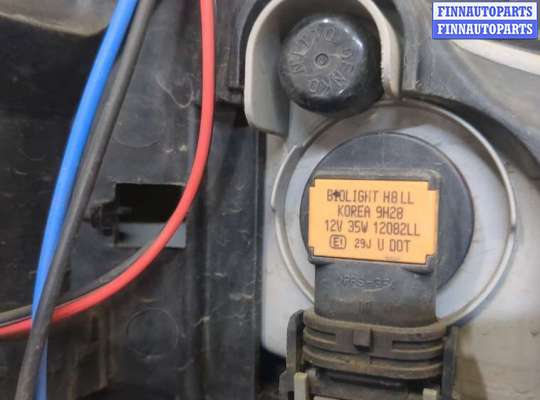 FINNAUTOPARTS
FINNAUTOPARTS
BIOLIGHT H8 LL
KOREA 9H28
12V 35W 12082LL
E1 29J U DOT